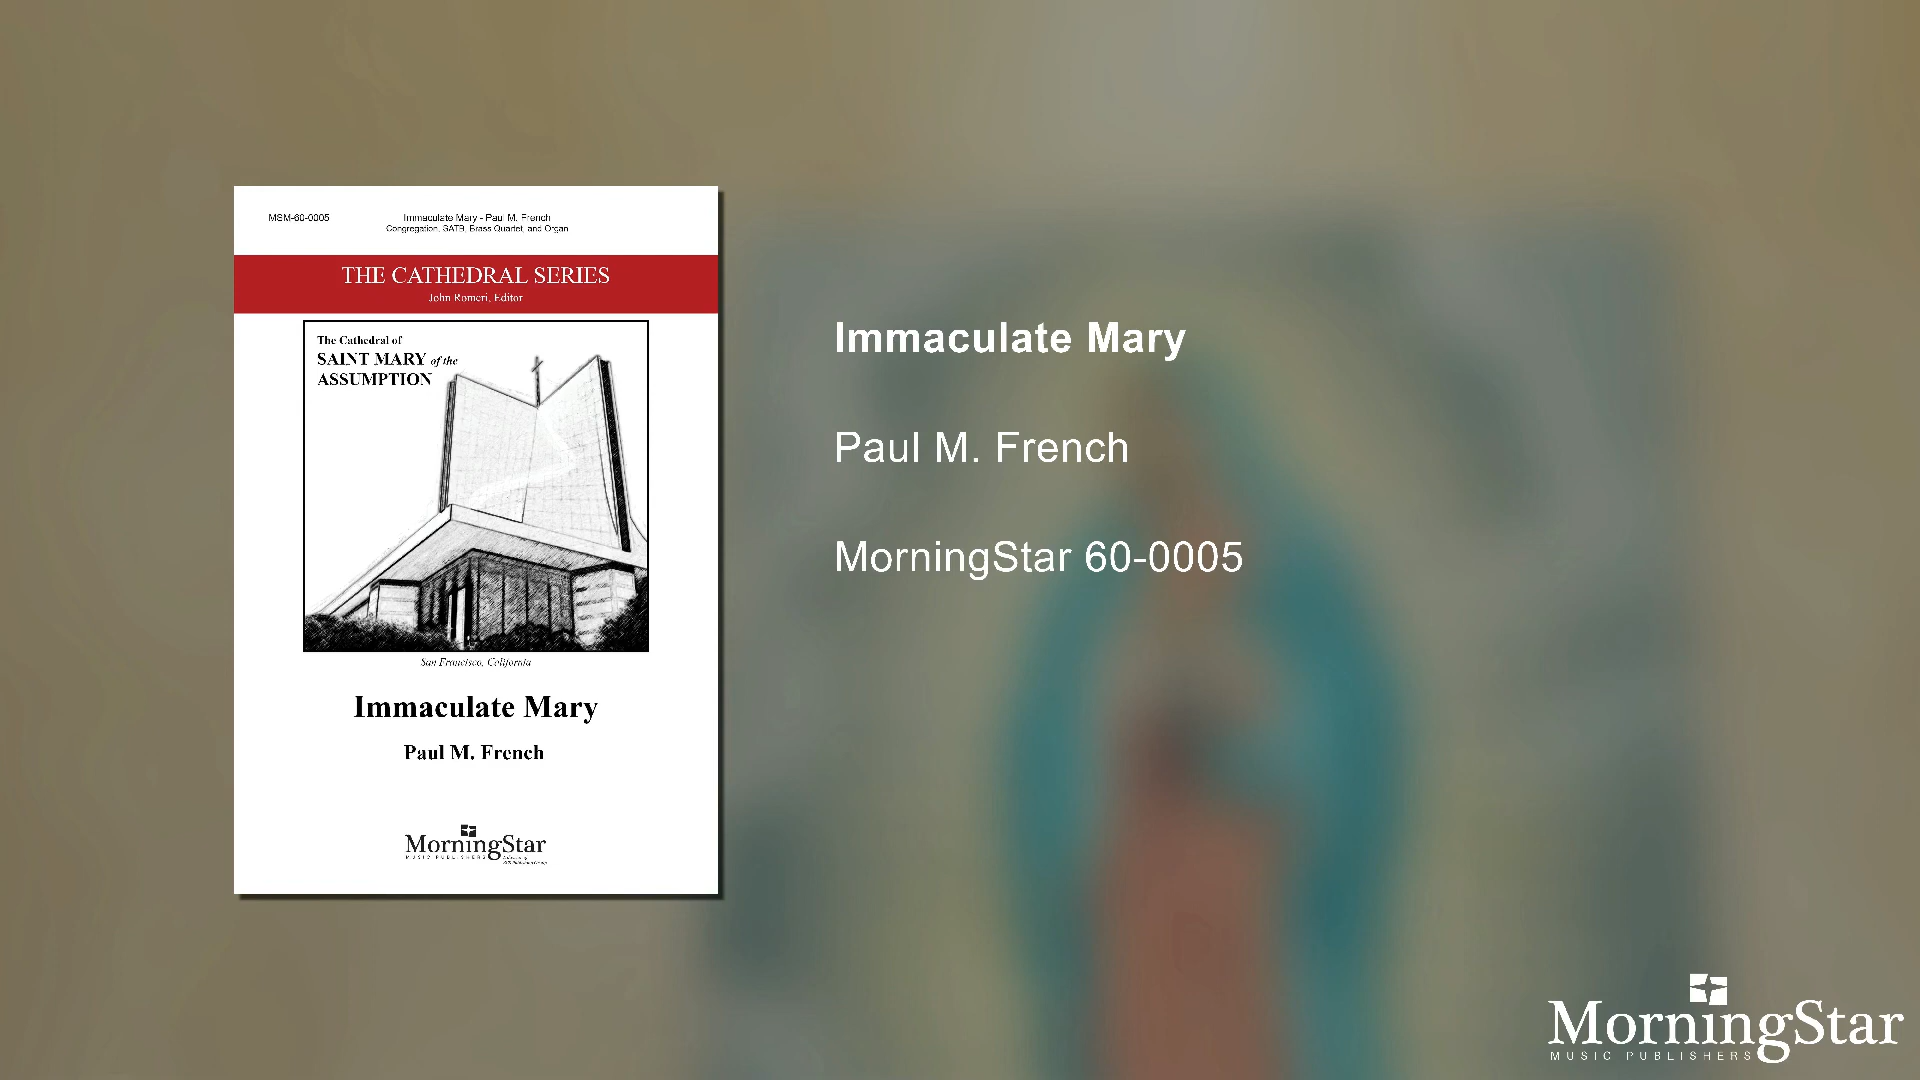 MSM-60-0005
Immaculate Mary - Paul M. French
Congregation, SATB, Brass Quartet, and Organ
THE CATHEDRAL SERIES
John Romeri, Editor
The Cathedral of
SAINT MARY of the
ASSUMPTION
San Francisco, California
Immaculate Mary
Paul M. French
MorningStar
MUSIC PUBLISHERS
Immaculate Mary
Paul M. French
MorningStar 60-0005
MorningStar
MUSIC PUBLISHERS